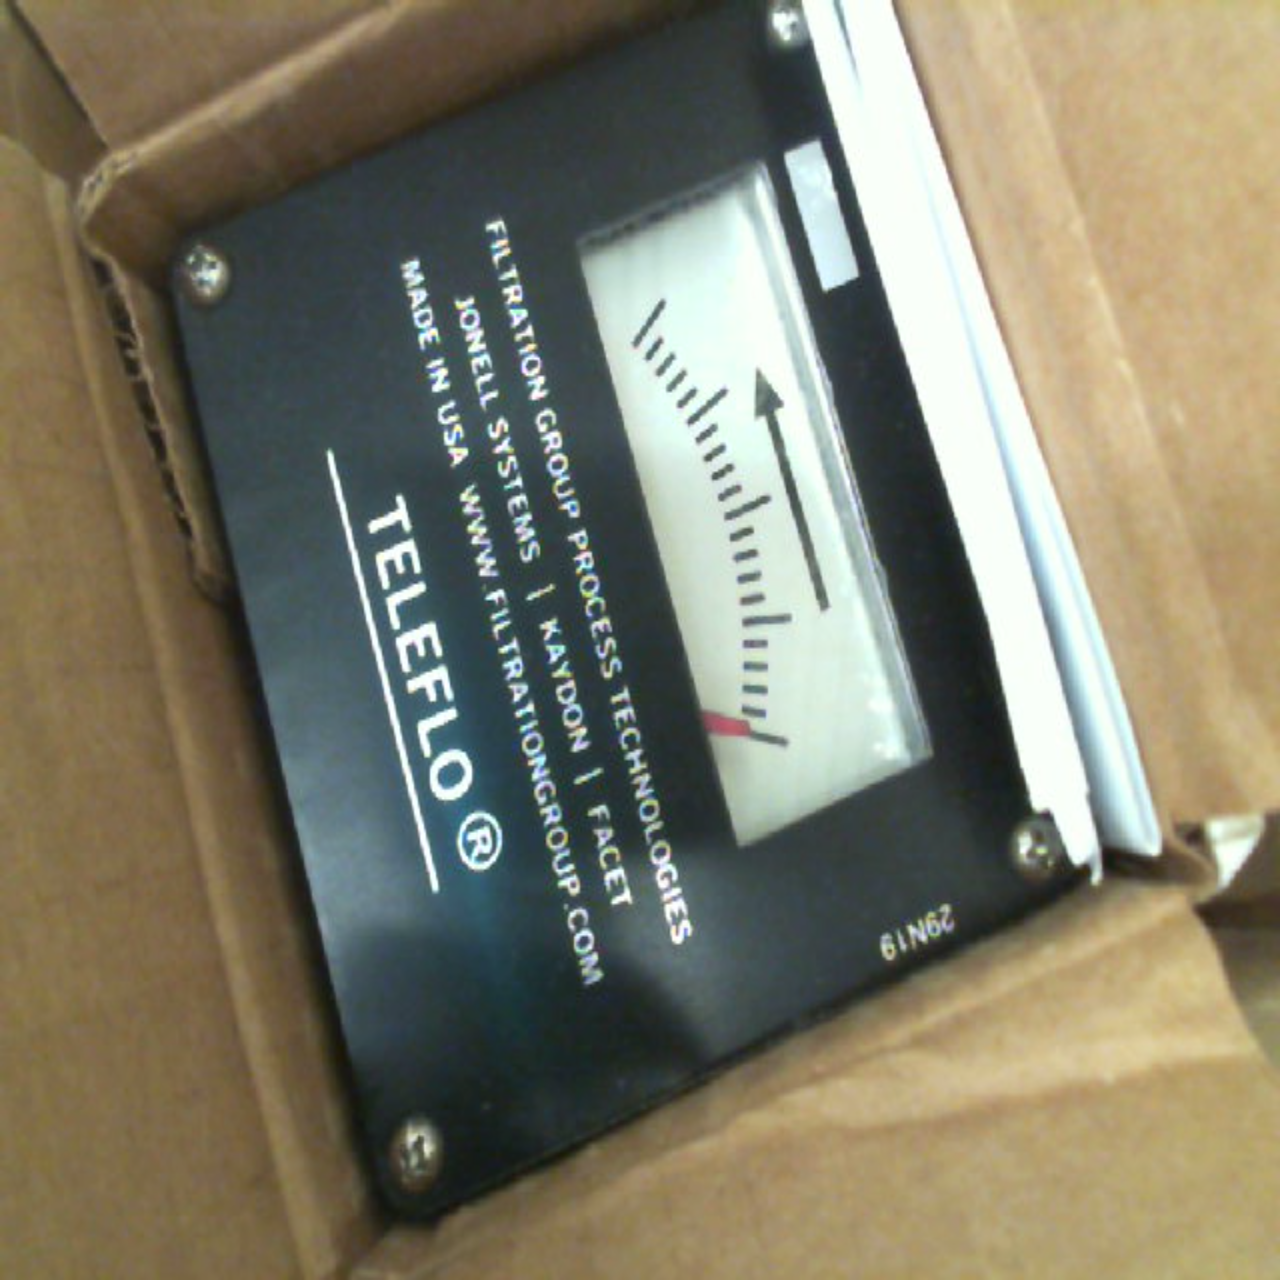 FILTRATION GROUP PROCESS TECHNOLOGIES
JONELL SYSTEMS | KAYDON | FACET
MADE IN USA WWW.FILTRATIONGROUP.COM
TELEFLO®
29N19